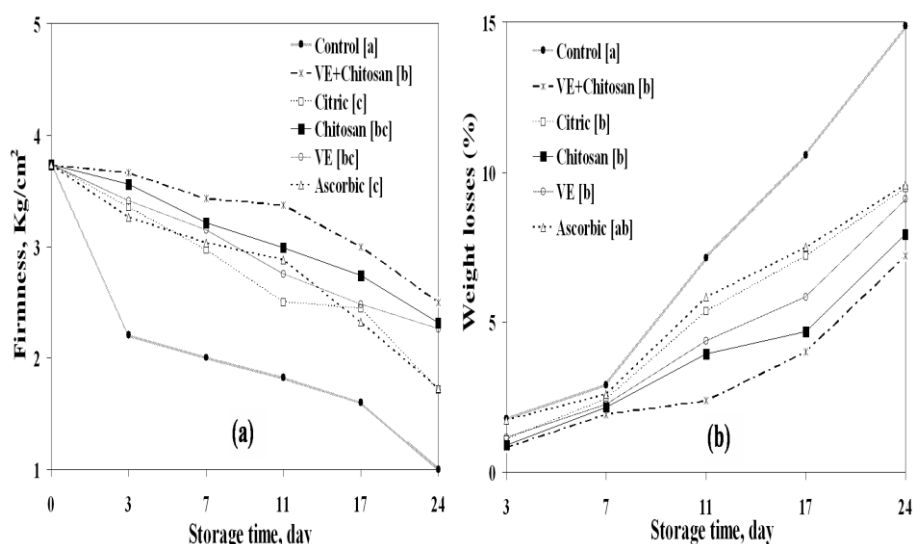 5
4
3
2
1
Firmness, Kg/cm²
Control [a]
VE+Chitosan [b]
Citric [c]
Chitosan [bc]
VE [bc]
Ascorbic [c]
(a)
0 3 7 11 17 24
Storage time, day
15
10
5
0
Weight losses (%)
Control [a]
VE+Chitosan [b]
Citric [b]
Chitosan [b]
VE [b]
Ascorbic [ab]
(b)
3 7 11 17 24
Storage time, day